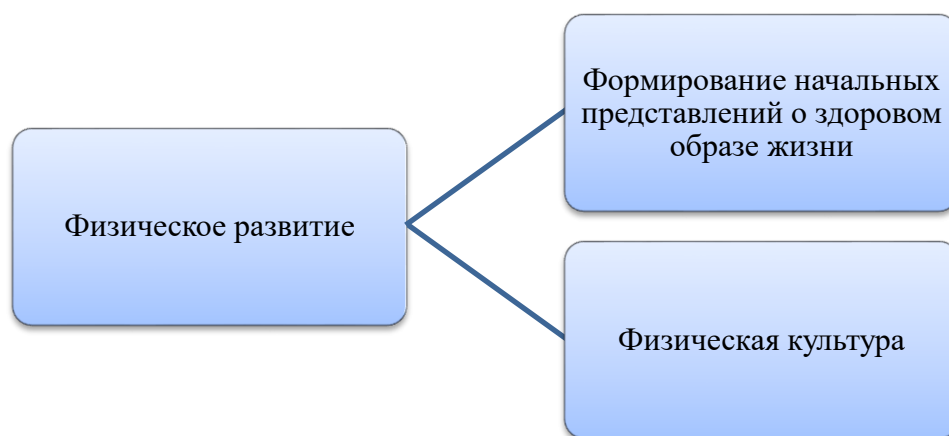 Формирование начальных
представлений о здоровом
образе жизни
Физическое развитие
Физическая культура